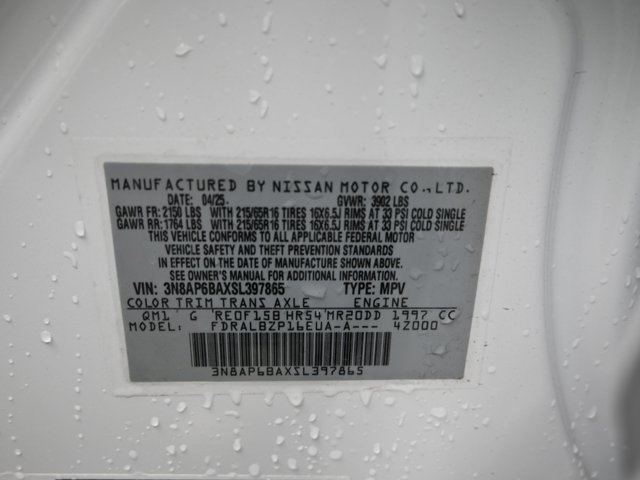 MANUFACTURED BY NISSAN MOTOR CO.,LTD.
DATE: 04/25. GVWR: 3902 LBS
GAWR FR: 2150 LBS WITH 215/65R16 TIRES 16X6.5J RIMS AT 33 PSI COLD SINGLE
GAWR RR: 1764 LBS WITH 215/65R16 TIRES 16X6.5J RIMS AT 33 PSI COLD SINGLE
THIS VEHICLE CONFORMS TO ALL APPLICABLE FEDERAL MOTOR
VEHICLE SAFETY AND THEFT PREVENTION STANDARDS
IN EFFECT ON THE DATE OF MANUFACTURE SHOWN ABOVE.
SEE OWNER'S MANUAL FOR ADDITIONAL INFORMATION.
VIN: 3N8AP6BAXSL397865 TYPE: MPV
COLOR TRIM TRANS AXLE ENGINE
QM1 G RE0F15B HR54 MR20DD 1997 CC
MODEL: FDRALBZP16EUA-A--- 4Z000
3N8AP6BAXSL397865